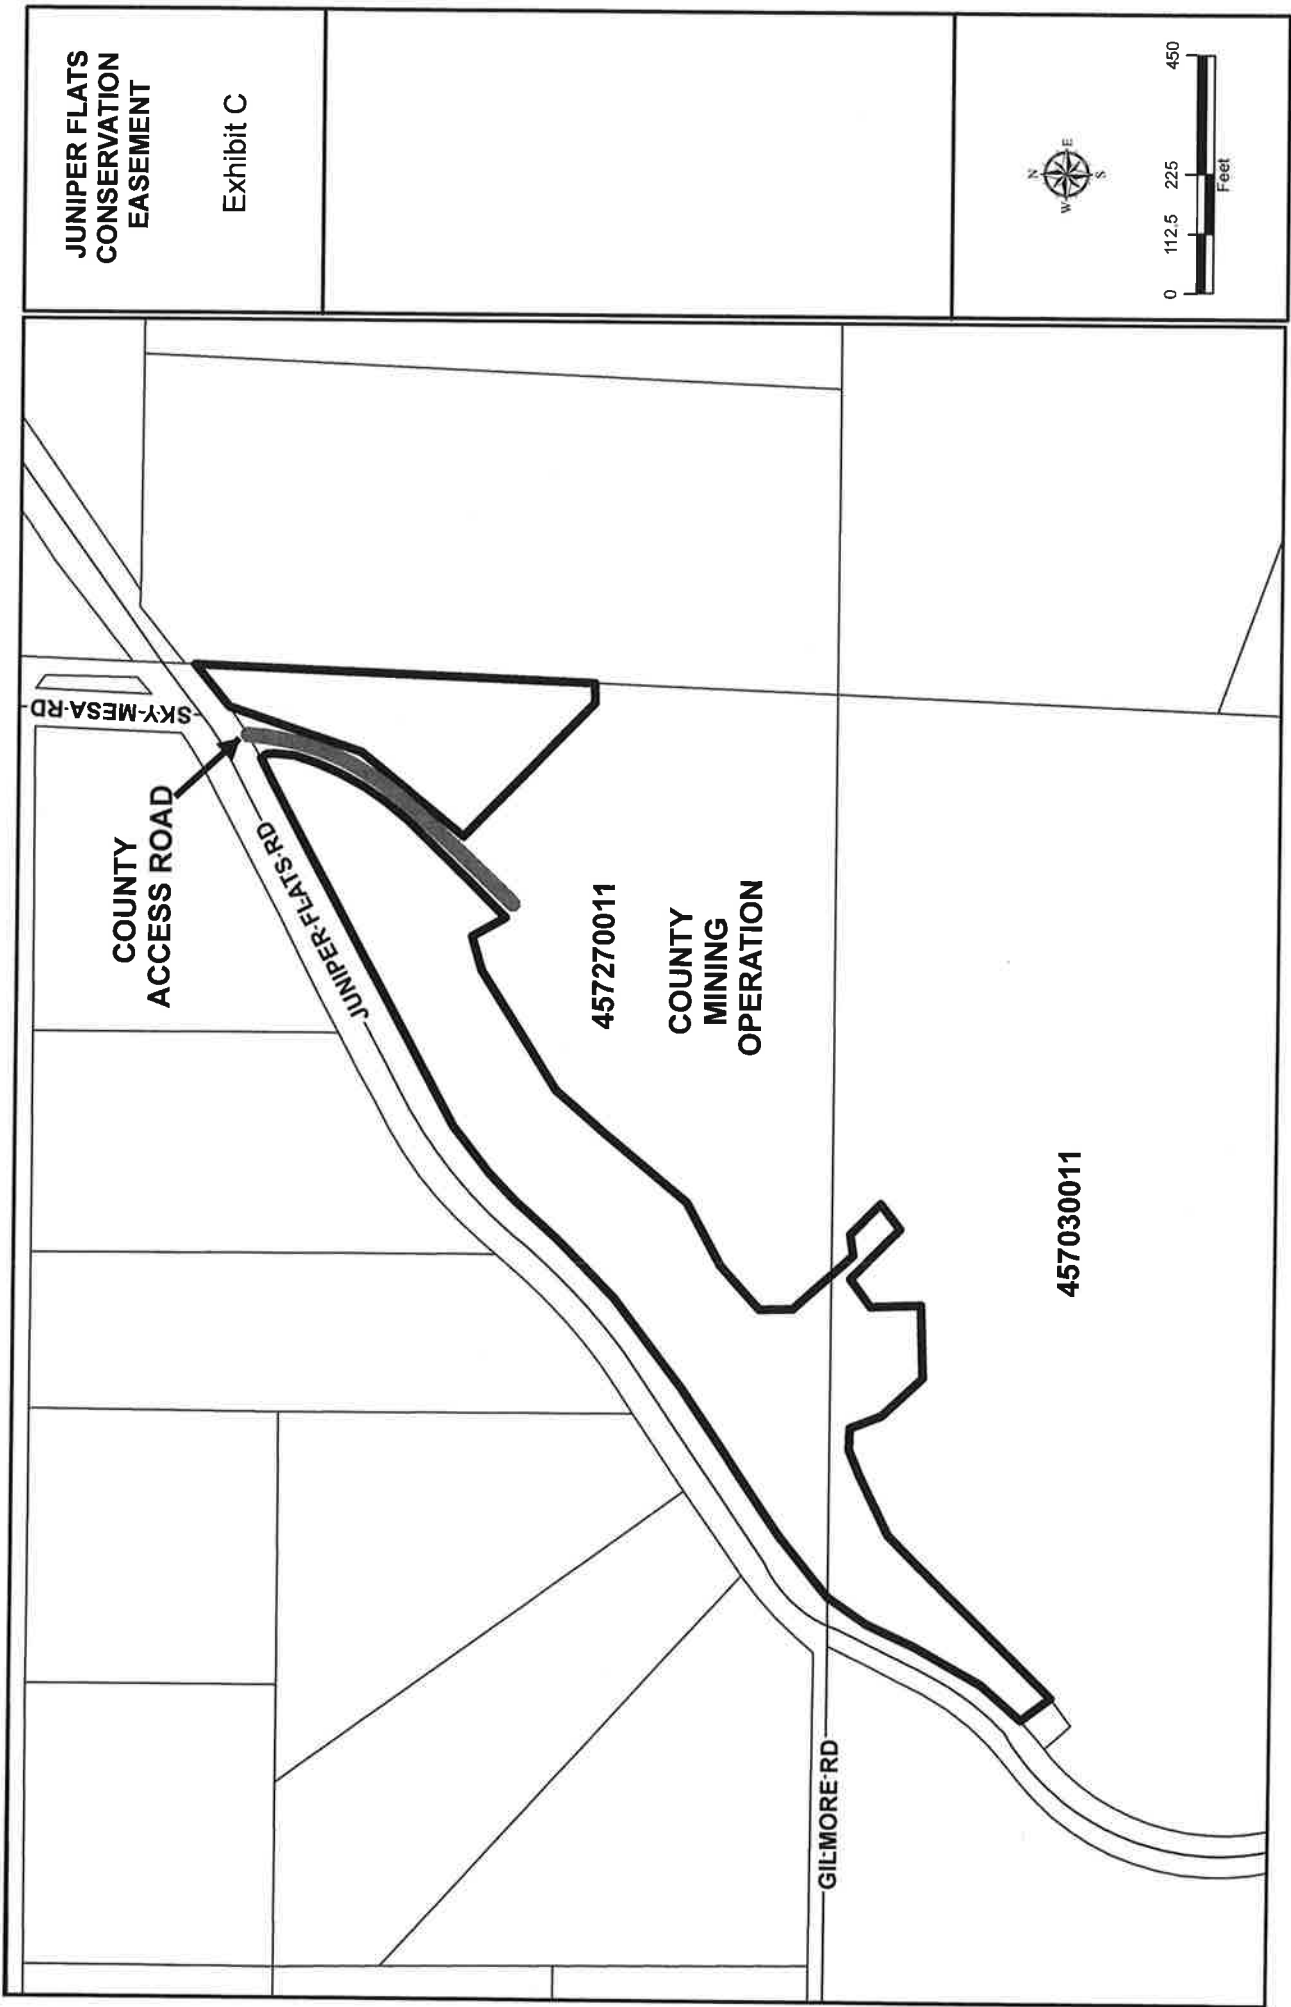 JUNIPER FLATS
CONSERVATION
EASEMENT
Exhibit C
N
W
E
S
0
112.5
225
450
Feet
SKY MESA RD
COUNTY
ACCESS ROAD
JUNIPER FLATS RD
457270011
COUNTY
MINING
OPERATION
457030011
GILMORE RD